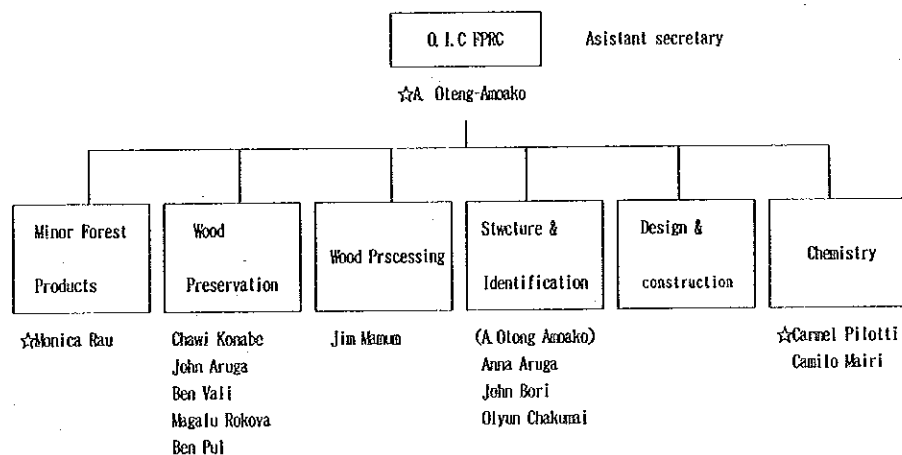 O. I. C FPRC
Asistant secretary
☆A. Oteng-Amoako
Minor Forest
Products
Wood
Preservation
Wood Prscessing
Stwcture &
Identification
Design &
construction
Chemistry
☆Monica Rau
Chawi Konabe
John Aruga
Ben Vali
Magalu Rokova
Ben Pul
Jim Mamum
(A. Otong Amoako)
Anna Aruga
John Bori
Olyun Chakumai
☆Carmel Pilotti
Camilo Mairi